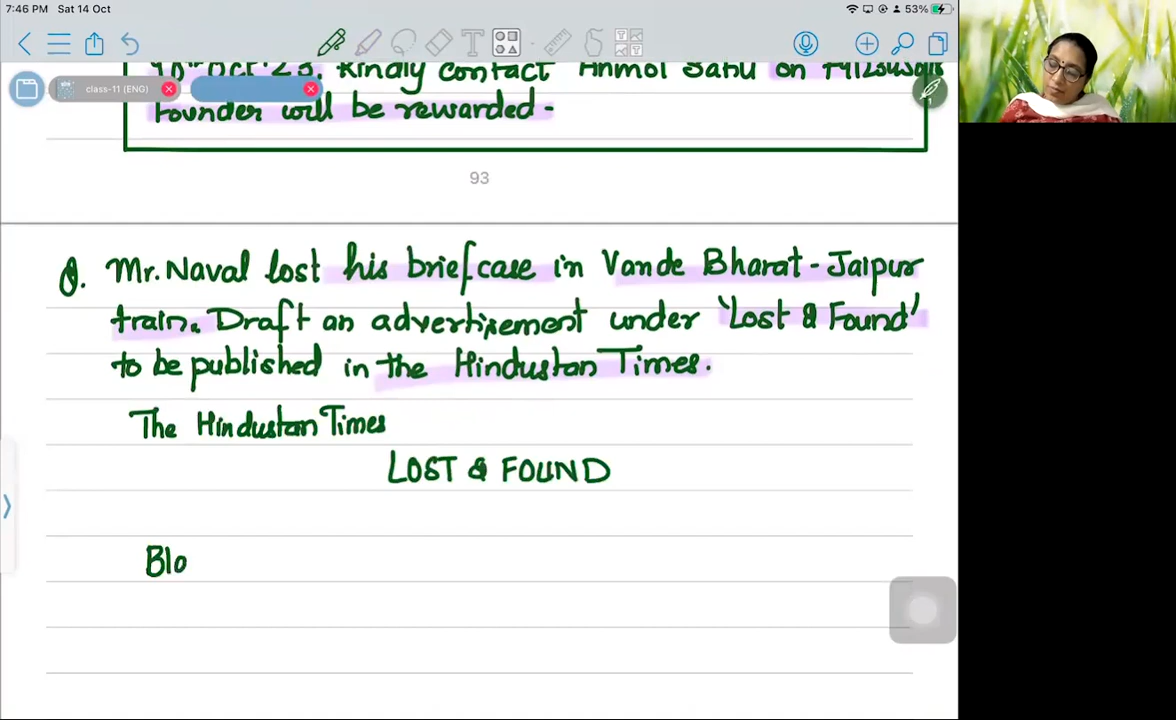 7:46 PM Sat 14 Oct
53%
class-11 (ENG)
10th Oct'23. Kindly contact Anmol Sahu on
Founder will be rewarded -
93
Q. Mr. Naval lost his briefcase in Vande Bharat - Jaipur
train. Draft an advertisement under 'Lost & Found'
to be published in the Hindustan Times.
The Hindustan Times
LOST & FOUND
Blo